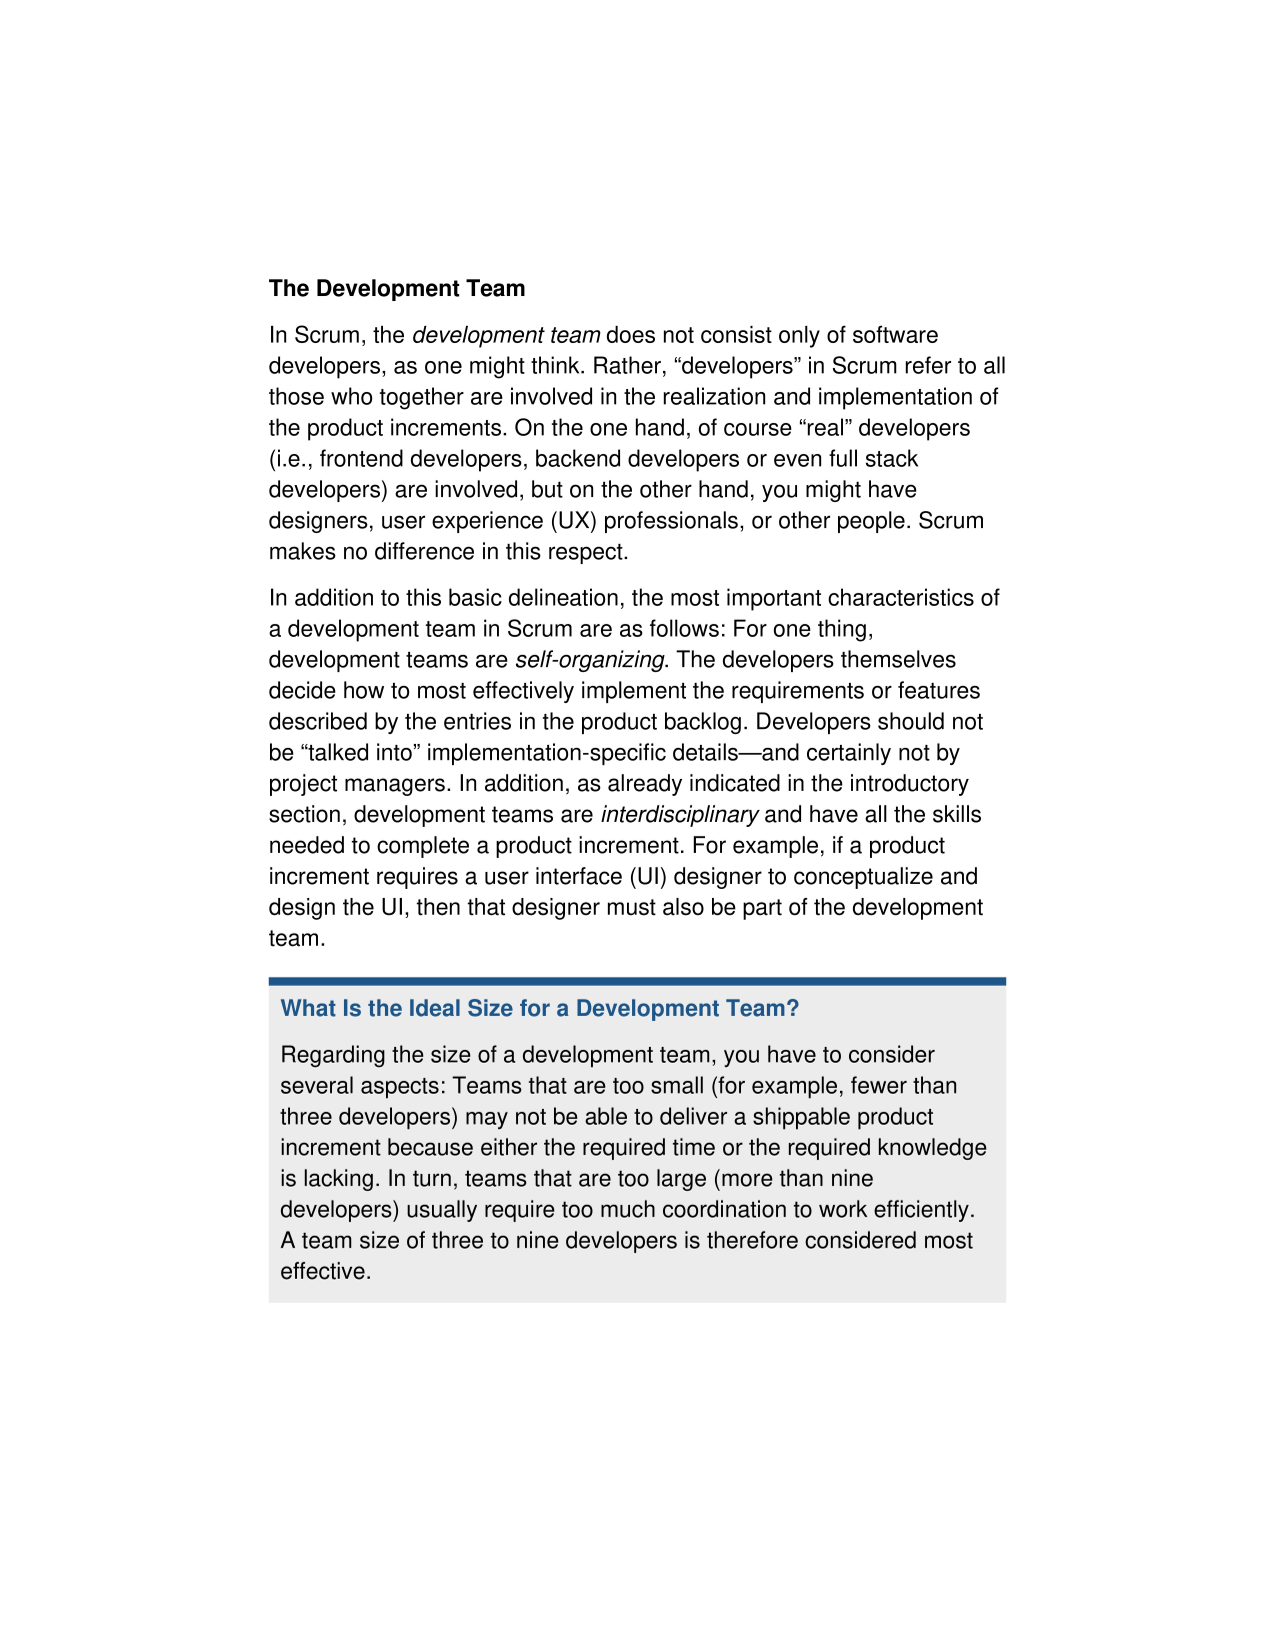 The Development Team
In Scrum, the development team does not consist only of software
developers, as one might think. Rather, “developers” in Scrum refer to all
those who together are involved in the realization and implementation of
the product increments. On the one hand, of course “real” developers
(i.e., frontend developers, backend developers or even full stack
developers) are involved, but on the other hand, you might have
designers, user experience (UX) professionals, or other people. Scrum
makes no difference in this respect.
In addition to this basic delineation, the most important characteristics of
a development team in Scrum are as follows: For one thing,
development teams are self-organizing. The developers themselves
decide how to most effectively implement the requirements or features
described by the entries in the product backlog. Developers should not
be “talked into” implementation-specific details—and certainly not by
project managers. In addition, as already indicated in the introductory
section, development teams are interdisciplinary and have all the skills
needed to complete a product increment. For example, if a product
increment requires a user interface (UI) designer to conceptualize and
design the UI, then that designer must also be part of the development
team.
What Is the Ideal Size for a Development Team?
Regarding the size of a development team, you have to consider
several aspects: Teams that are too small (for example, fewer than
three developers) may not be able to deliver a shippable product
increment because either the required time or the required knowledge
is lacking. In turn, teams that are too large (more than nine
developers) usually require too much coordination to work efficiently.
A team size of three to nine developers is therefore considered most
effective.